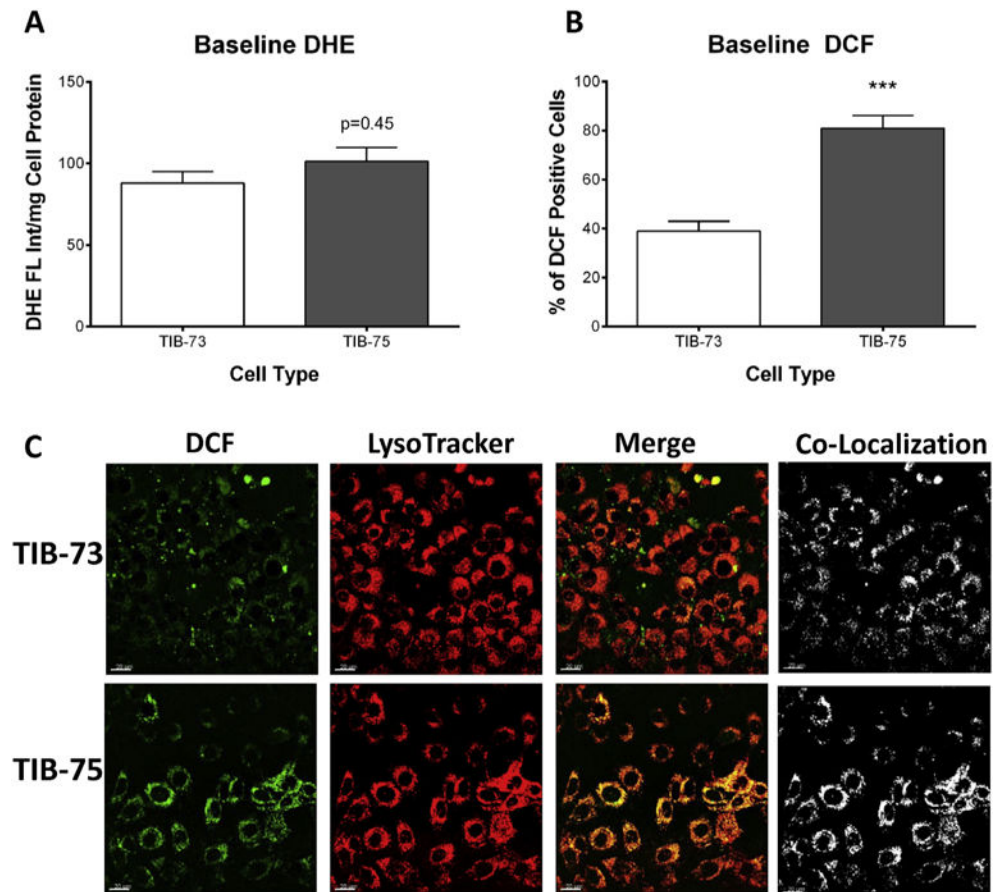 A
Baseline DHE
DHE FL Int/mg Cell Protein
150
100
50
0
p=0.45
TIB-73
TIB-75
Cell Type
B
Baseline DCF
% of DCF Positive Cells
100
80
60
40
20
0
***
TIB-73
TIB-75
Cell Type
C
DCF
LysoTracker
Merge
Co-Localization
TIB-73
TIB-75